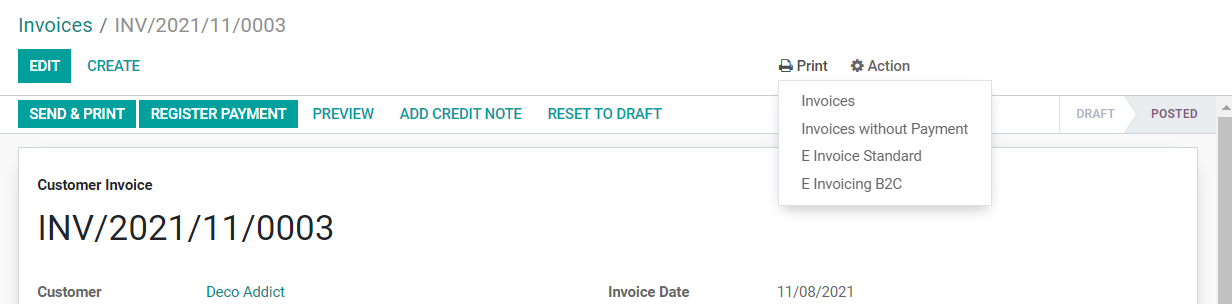 Invoices / INV/2021/11/0003
EDIT CREATE Print Action
SEND & PRINT REGISTER PAYMENT PREVIEW ADD CREDIT NOTE RESET TO DRAFT DRAFT POSTED
Invoices
Invoices without Payment
E Invoice Standard
E Invoicing B2C
Customer Invoice
INV/2021/11/0003
Customer Deco Addict Invoice Date 11/08/2021